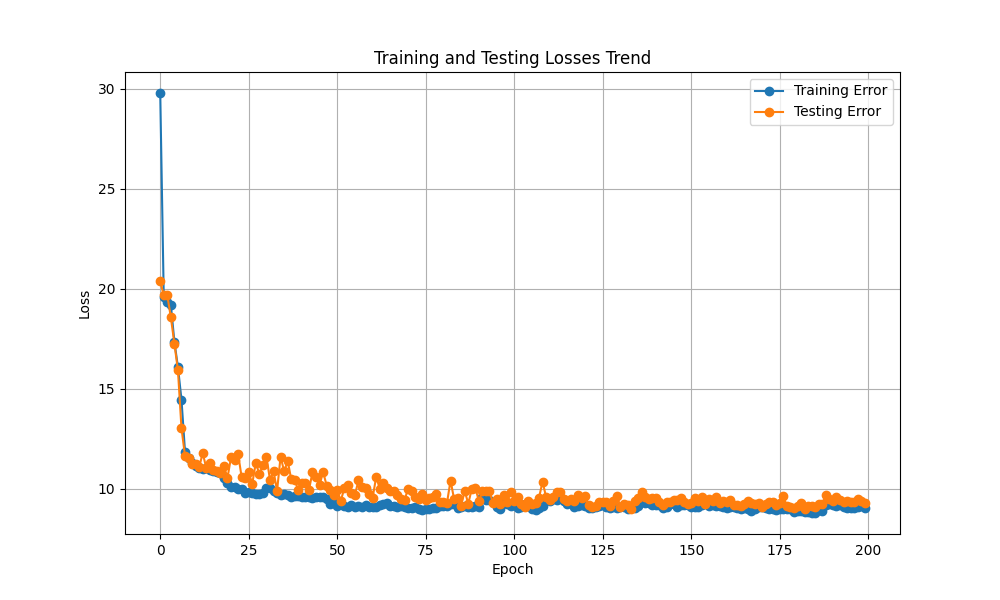 Training and Testing Losses Trend
Training Error
Testing Error
30
25
20
15
10
Loss
0 25 50 75 100 125 150 175 200
Epoch